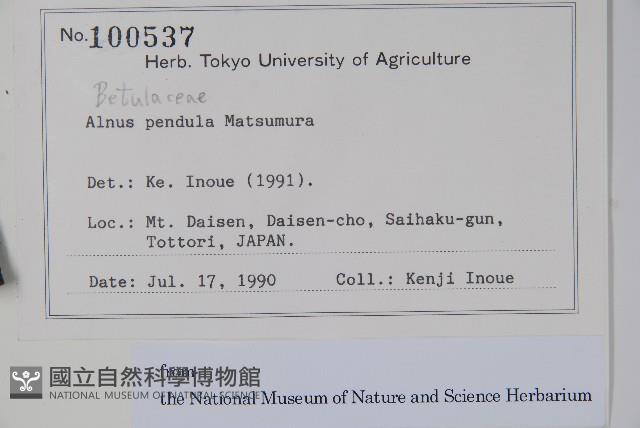 No. 100537
Herb. Tokyo University of Agriculture
Betulaceae
Alnus pendula Matsumura
Det.: Ke. Inoue (1991).
Loc.: Mt. Daisen, Daisen-cho, Saihaku-gun,
Tottori, JAPAN.
Date: Jul. 17, 1990 Coll.: Kenji Inoue
from
the National Museum of Nature and Science Herbarium
國立自然科學博物館
NATIONAL MUSEUM OF NATURAL SCIENCE